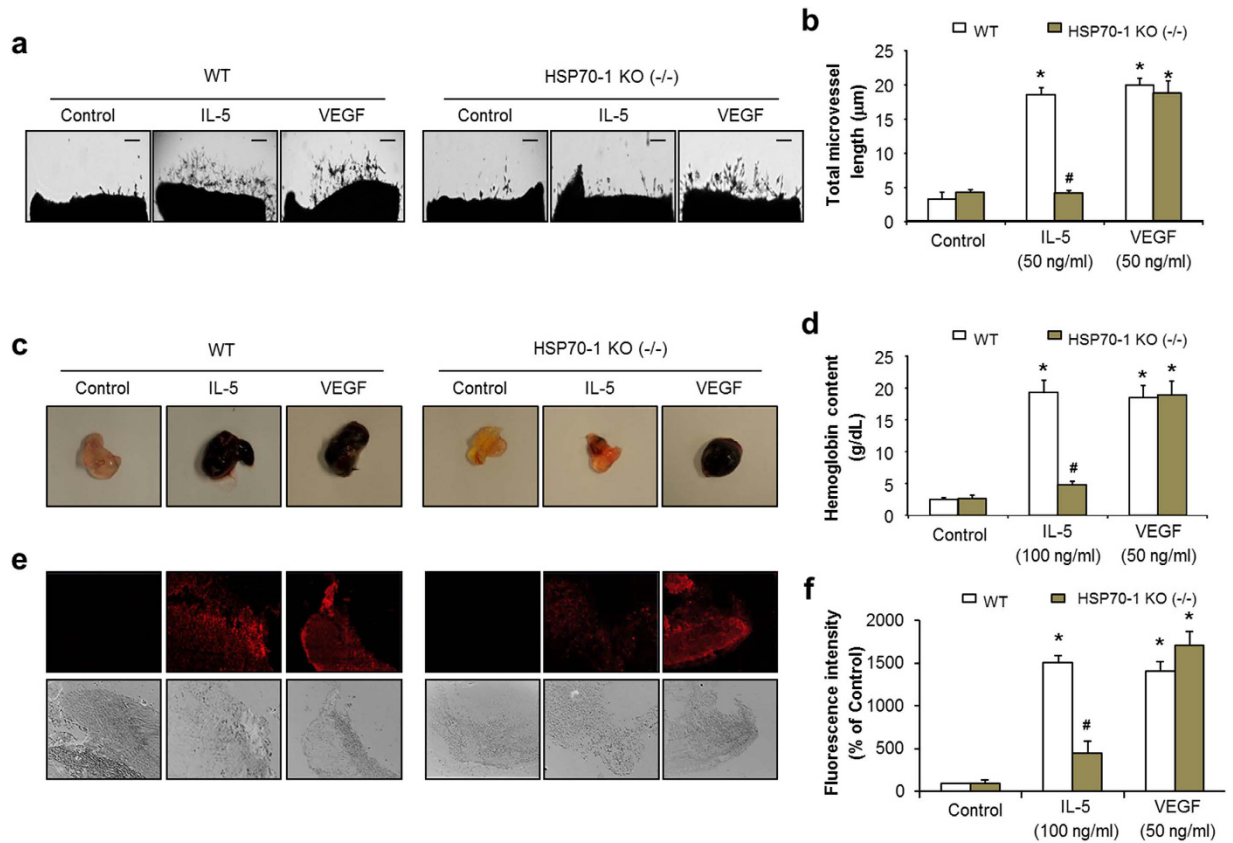 a
WT
HSP70-1 KO (-/-)
Control
IL-5
VEGF
Control
IL-5
VEGF
b
WT
HSP70-1 KO (-/-)
Total microvessel
length (µm)
25
20
15
10
5
0
*
#
*
*
Control
IL-5
(50 ng/ml)
VEGF
(50 ng/ml)
c
WT
HSP70-1 KO (-/-)
Control
IL-5
VEGF
Control
IL-5
VEGF
d
WT
HSP70-1 KO (-/-)
Hemoglobin content
(g/dL)
25
20
15
10
5
0
*
#
*
*
Control
IL-5
(100 ng/ml)
VEGF
(50 ng/ml)
e
f
WT
HSP70-1 KO (-/-)
Fluorescence intensity
(% of Control)
2000
1500
1000
500
0
*
#
*
*
Control
IL-5
(100 ng/ml)
VEGF
(50 ng/ml)